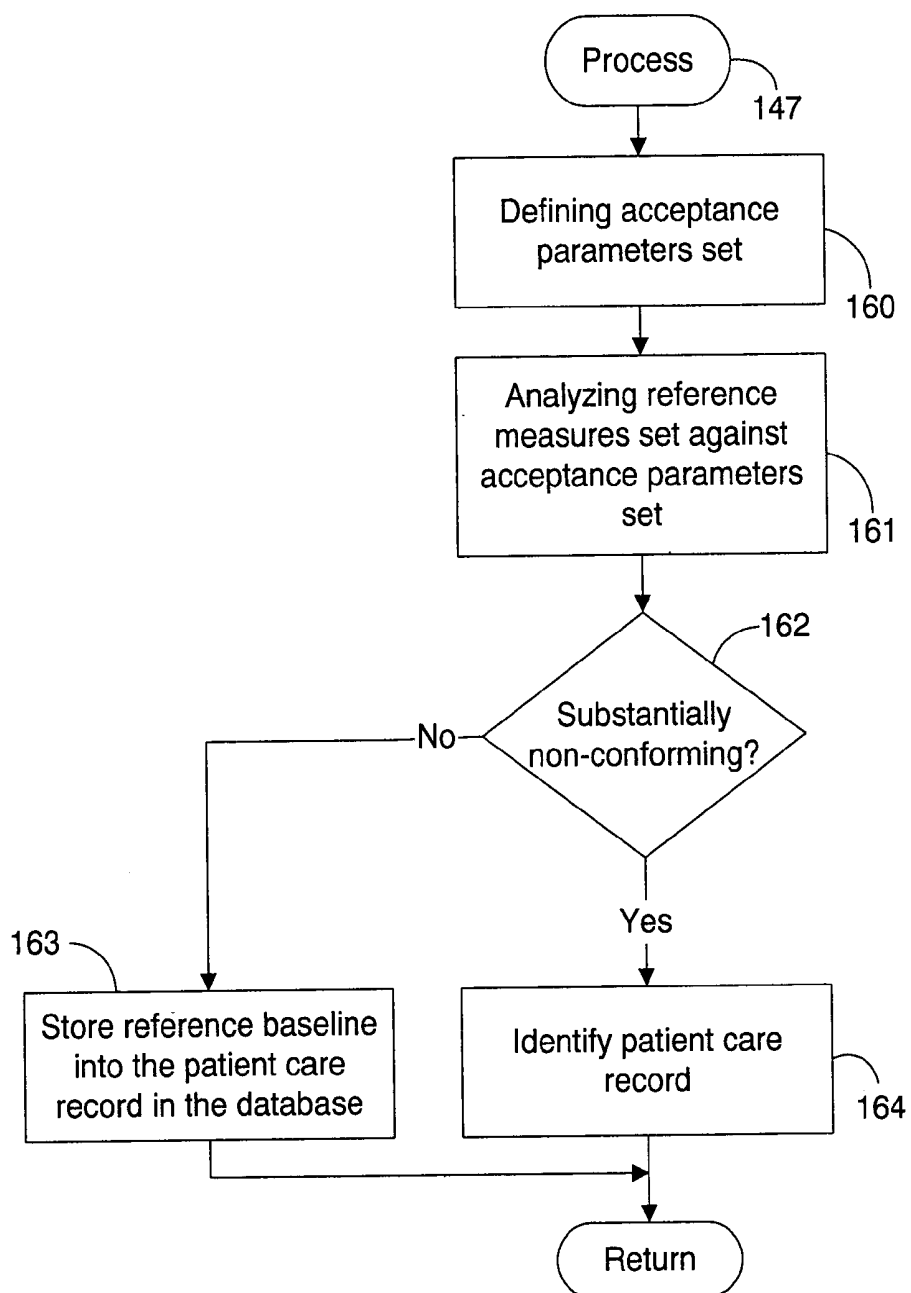 Process
147
Defining acceptance
parameters set
160
Analyzing reference
measures set against
acceptance parameters
set
161
162
Substantially
non-conforming?
No
Yes
163
Store reference baseline
into the patient care
record in the database
Identify patient care
record
164
Return